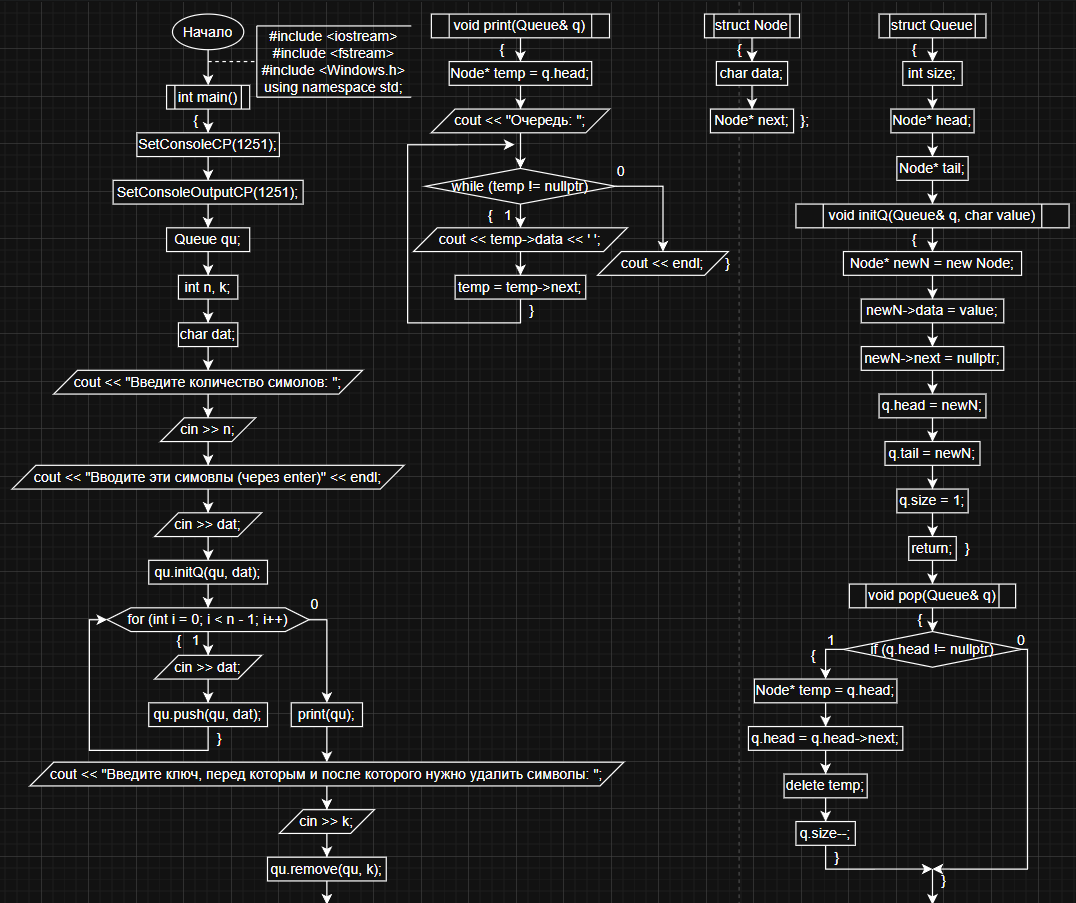 Начало
#include <iostream>
#include <fstream>
#include <Windows.h>
using namespace std;
int main()
{
SetConsoleCP(1251);
SetConsoleOutputCP(1251);
Queue qu;
int n, k;
char dat;
cout << "Введите количество симолов: ";
cin >> n;
cout << "Вводите эти симовлы (через enter)" << endl;
cin >> dat;
qu.initQ(qu, dat);
for (int i = 0; i < n - 1; i++)
0
{ 1
cin >> dat;
qu.push(qu, dat);
}
print(qu);
cout << "Введите ключ, перед которым и после которого нужно удалить символы: ";
cin >> k;
qu.remove(qu, k);
void print(Queue& q)
{
Node* temp = q.head;
cout << "Очередь: ";
while (temp != nullptr)
0
{ 1
cout << temp->data << ' ';
temp = temp->next;
}
cout << endl;
}
struct Node
{
char data;
Node* next;
};
struct Queue
{
int size;
Node* head;
Node* tail;
void initQ(Queue& q, char value)
{
Node* newN = new Node;
newN->data = value;
newN->next = nullptr;
q.head = newN;
q.tail = newN;
q.size = 1;
return;
}
void pop(Queue& q)
{
if (q.head != nullptr)
1
0
{
Node* temp = q.head;
q.head = q.head->next;
delete temp;
q.size--;
}
}